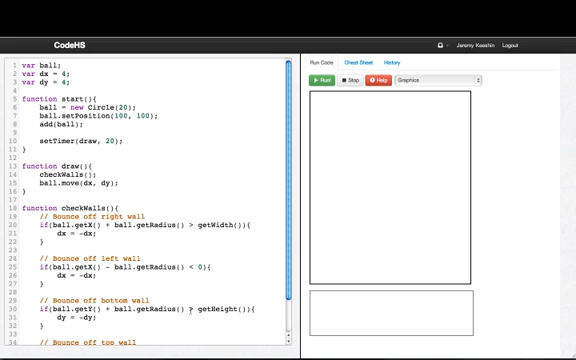 CodeHS
Jeremy Keeshin Logout
Run Code Cheat Sheet History
Run! Stop Help Graphics
1 var ball;
2 var dx = 4;
3 var dy = 4;
4
5 function start(){
6 ball = new Circle(20);
7 ball.setPosition(100, 100);
8 add(ball);
9
10 setTimer(draw, 20);
11 }
12
13 function draw(){
14 checkWalls();
15 ball.move(dx, dy);
16 }
17
18 function checkWalls(){
19 // Bounce off right wall
20 if(ball.getX() + ball.getRadius() > getWidth()){
21 dx = -dx;
22 }
23
24 // Bounce off left wall
25 if(ball.getX() - ball.getRadius() < 0){
26 dx = -dx;
27 }
28
29 // Bounce off bottom wall
30 if(ball.getY() + ball.getRadius() > getHeight()){
31 dy = -dy;
32 }
33
34 // Bounce off top wall